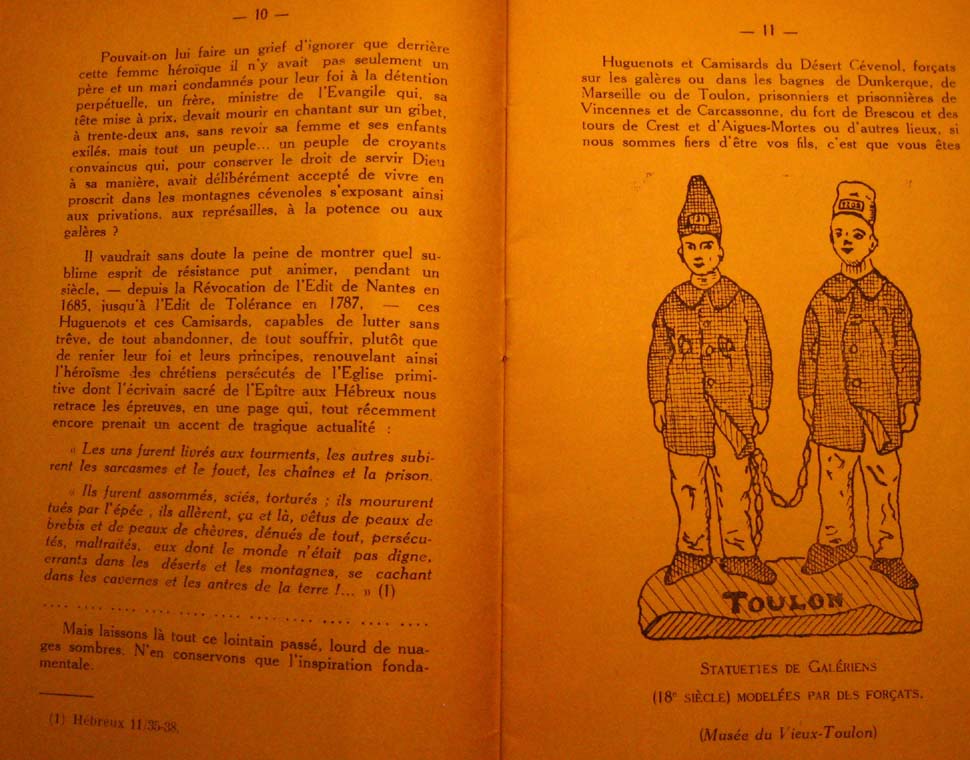 — 10 —
Pouvait-on lui faire un grief d'ignorer que derrière
cette femme héroïque il n'y avait pas seulement un
père et un mari condamnés pour leur foi à la détention
perpétuelle, un frère, ministre de l'Evangile qui, sa
tête mise à prix, devait mourir en chantant sur un gibet,
à trente-deux ans, sans revoir sa femme et ses enfants
exilés, mais tout un peuple... un peuple de croyants
convaincus qui, pour conserver le droit de servir Dieu
à sa manière, avait délibérément accepté de vivre en
proscrit dans les montagnes cévenoles s'exposant ainsi
aux privations, aux représailles, à la potence ou aux
galères ?
Il vaudrait sans doute la peine de montrer quel su-
blime esprit de résistance put animer, pendant un
siècle, — depuis la Révocation de l'Edit de Nantes en
1685, jusqu'à l'Edit de Tolérance en 1787, — ces
Huguenots et ces Camisards, capables de lutter sans
trêve, de tout abandonner, de tout souffrir, plutôt que
de renier leur foi et leurs principes, renouvelant ainsi
l'héroïsme des chrétiens persécutés de l'Eglise primi-
tive dont l'écrivain sacré de l'Epître aux Hébreux nous
retrace les épreuves, en une page qui, tout récemment
encore prenait un accent de tragique actualité :
« Les uns furent livrés aux tourments, les autres subi-
rent les sarcasmes et le fouet, les chaînes et la prison.
« Ils furent assommés, sciés, torturés ; ils moururent
tués par l'épée ; ils allèrent, ça et là, vêtus de peaux de
brebis et de peaux de chèvres, dénués de tout, persécu-
tés, maltraités, eux dont le monde n'était pas digne,
errants dans les déserts et les montagnes, se cachant
dans les cavernes et les antres de la terre !... » (1)
Mais laissons là tout ce lointain passé, lourd de nua-
ges sombres. N'en conservons que l'inspiration fonda-
mentale.
(1) Hébreux 11/35-38.
— 11 —
Huguenots et Camisards du Désert Cévenol, forçats
sur les galères ou dans les bagnes de Dunkerque, de
Marseille ou de Toulon, prisonniers et prisonnières de
Vincennes et de Carcassonne, du fort de Brescou et des
tours de Crest et d'Aigues-Mortes ou d'autres lieux, si
nous sommes fiers d'être vos fils, c'est que vous êtes
TOULON
STATUETTES DE GALÉRIENS
(18e SIÈCLE) MODELÉES PAR DES FORÇATS.
(Musée du Vieux-Toulon)